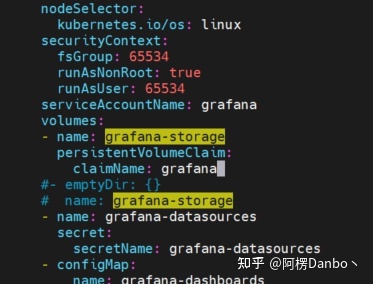 nodeSelector:
  kubernetes.io/os: linux
securityContext:
  fsGroup: 65534
  runAsNonRoot: true
  runAsUser: 65534
serviceAccountName: grafana
volumes:
- name: grafana-storage
  persistentVolumeClaim:
    claimName: grafana
#- emptyDir: {}
#  name: grafana-storage
- name: grafana-datasources
  secret:
    secretName: grafana-datasources
- configMap:
    name: grafana-dashboards
知乎 @阿楞Danbo丶